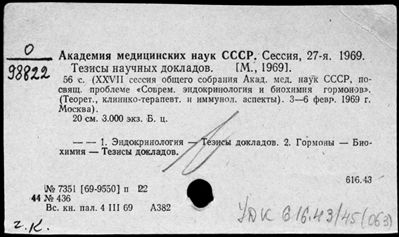 О
98822
Академия медицинских наук СССР. Сессия, 27-я. 1969.
Тезисы научных докладов. [М., 1969].
56 с. (XXVII сессия общего собрания Акад. мед. наук СССР, по-
свящ. проблеме «Соврем. эндокринология и биохимия гормонов».
(Теорет., клинико-терапевт. и иммунол. аспекты). 3—6 февр. 1969 г.
Москва).
20 см. 3.000 экз. Б. ц.
— — 1. Эндокринология — Тезисы докладов. 2. Гормоны — Био-
химия — Тезисы докладов.
616.43
№ 7351 [69-9550] п 22
44 № 436
Вс. кн. пал. 4 III 69 А382
г. К.
УДК 616.43/45(063)